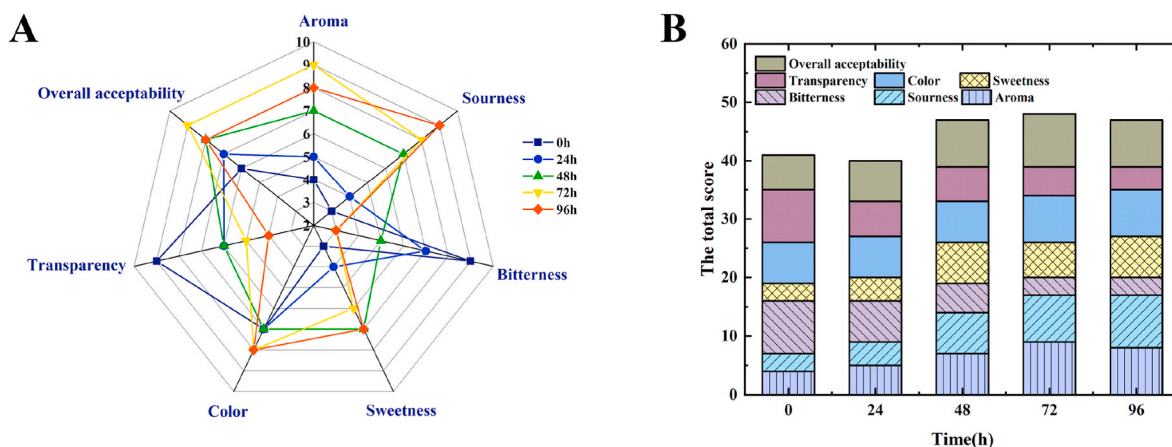 A
Aroma
10
9
8
7
6
5
4
3
2
Overall acceptability
Sourness
Transparency
Bitterness
Color
Sweetness
0h
24h
48h
72h
96h
B
The total score
60
50
40
30
20
10
0
Overall acceptability
Transparency Color Sweetness
Bitterness Sourness Aroma
0 24 48 72 96
Time(h)